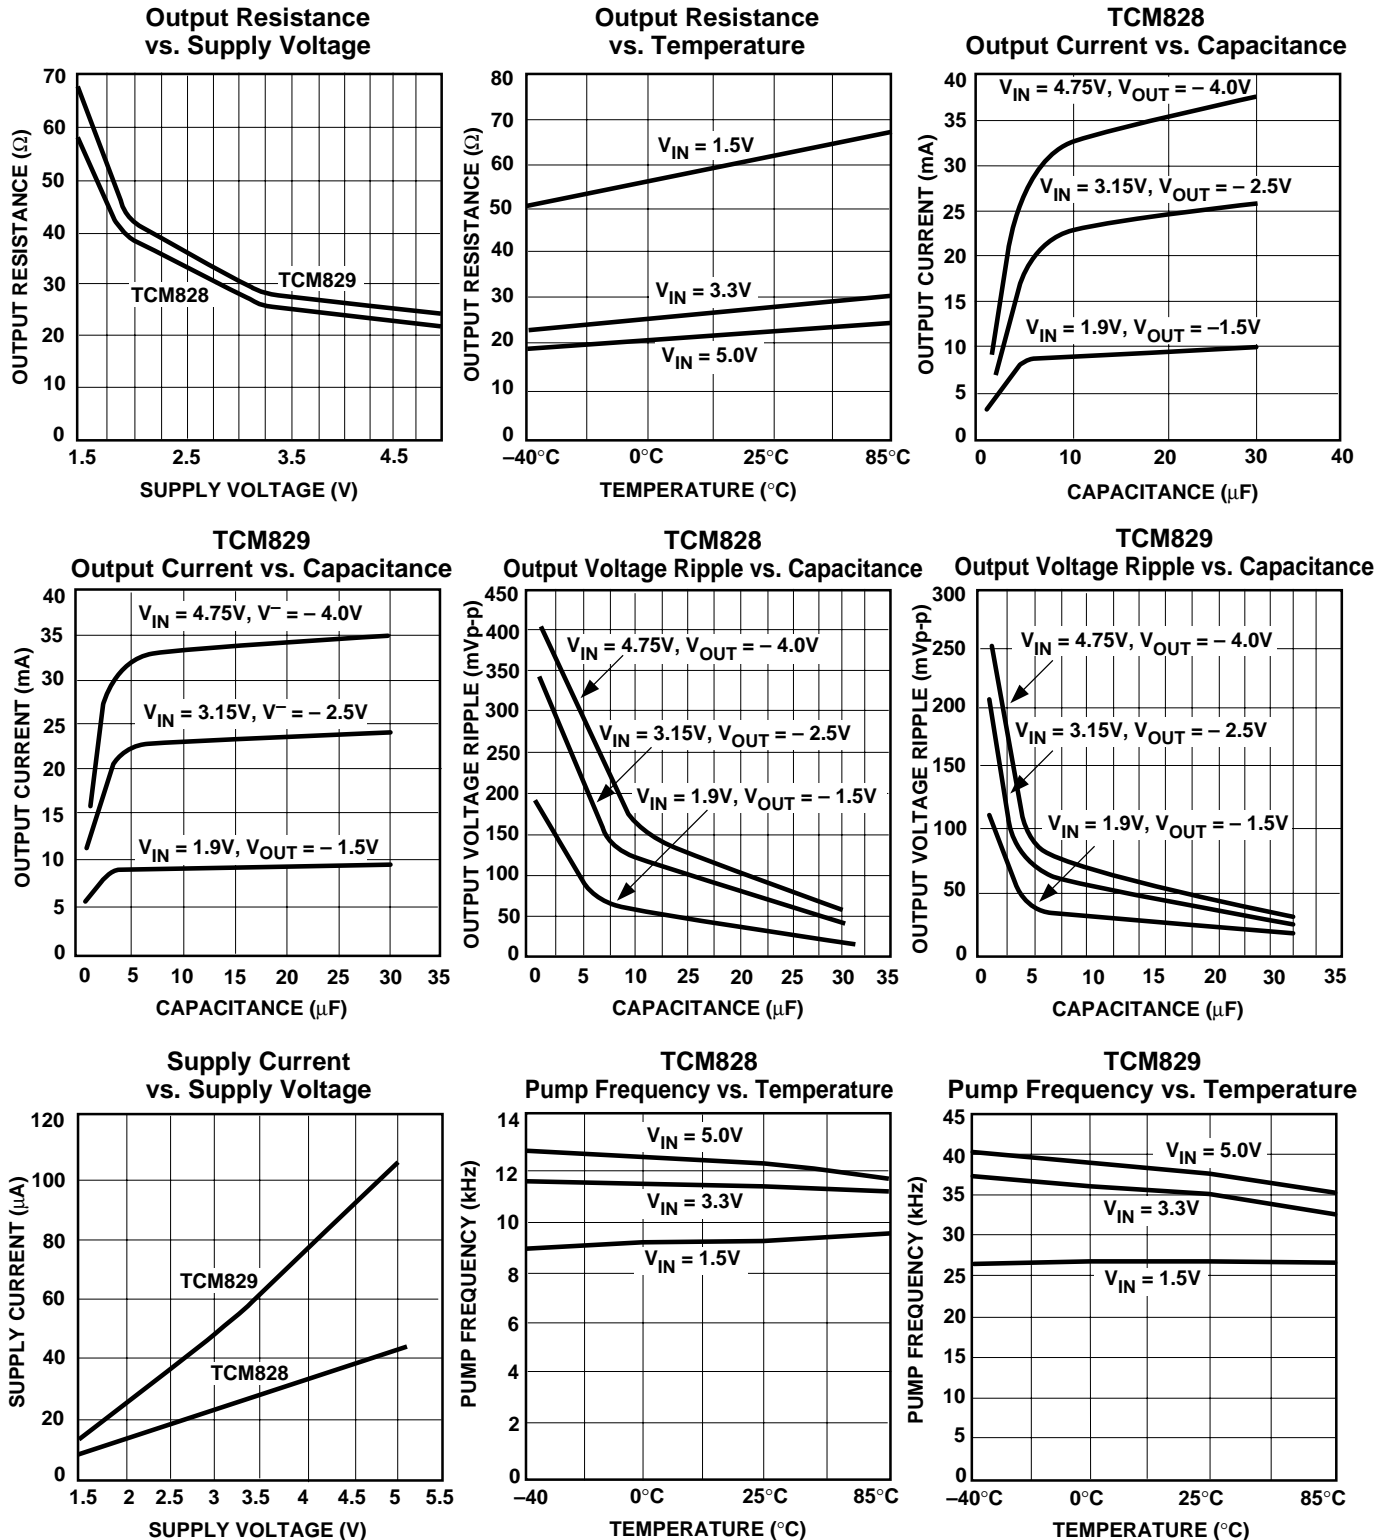 Output Resistance
vs. Supply Voltage
70
60
50
40
30
20
10
0
OUTPUT RESISTANCE (Ω)
TCM829
TCM828
1.5 2.5 3.5 4.5
SUPPLY VOLTAGE (V)
Output Resistance
vs. Temperature
80
70
60
50
40
30
20
10
0
OUTPUT RESISTANCE (Ω)
VIN = 1.5V
VIN = 3.3V
VIN = 5.0V
–40°C 0°C 25°C 85°C
TEMPERATURE (°C)
TCM828
Output Current vs. Capacitance
40
35
30
25
20
15
10
5
0
OUTPUT CURRENT (mA)
VIN = 4.75V, VOUT = – 4.0V
VIN = 3.15V, VOUT = – 2.5V
VIN = 1.9V, VOUT = –1.5V
0 10 20 30 40
CAPACITANCE (μF)
TCM829
Output Current vs. Capacitance
40
35
30
25
20
15
10
5
0
OUTPUT CURRENT (mA)
VIN = 4.75V, V– = – 4.0V
VIN = 3.15V, V– = – 2.5V
VIN = 1.9V, VOUT = – 1.5V
0 5 10 15 20 25 30 35
CAPACITANCE (μF)
TCM828
Output Voltage Ripple vs. Capacitance
450
400
350
300
250
200
150
100
50
0
OUTPUT VOLTAGE RIPPLE (mVp-p)
VIN = 4.75V, VOUT = – 4.0V
VIN = 3.15V, VOUT = – 2.5V
VIN = 1.9V, VOUT = – 1.5V
0 5 10 25 20 25 30 35
CAPACITANCE (μF)
TCM829
Output Voltage Ripple vs. Capacitance
300
250
200
150
100
50
0
OUTPUT VOLTAGE RIPPLE (mVp-p)
VIN = 4.75V, VOUT = – 4.0V
VIN = 3.15V, VOUT = – 2.5V
VIN = 1.9V, VOUT = – 1.5V
0 5 10 15 20 30 35
CAPACITANCE (μF)
Supply Current
vs. Supply Voltage
120
100
80
60
40
20
0
SUPPLY CURRENT (μA)
TCM829
TCM828
1.5 2 2.5 3 3.5 4 4.5 5 5.5
SUPPLY VOLTAGE (V)
TCM828
Pump Frequency vs. Temperature
14
12
10
8
6
4
2
0
PUMP FREQUENCY (kHz)
VIN = 5.0V
VIN = 3.3V
VIN = 1.5V
–40 0°C 25°C 85°C
TEMPERATURE (°C)
TCM829
Pump Frequency vs. Temperature
45
40
35
30
25
20
15
10
5
0
PUMP FREQUENCY (kHz)
VIN = 5.0V
VIN = 3.3V
VIN = 1.5V
–40°C 0°C 25°C 85°C
TEMPERATURE (°C)